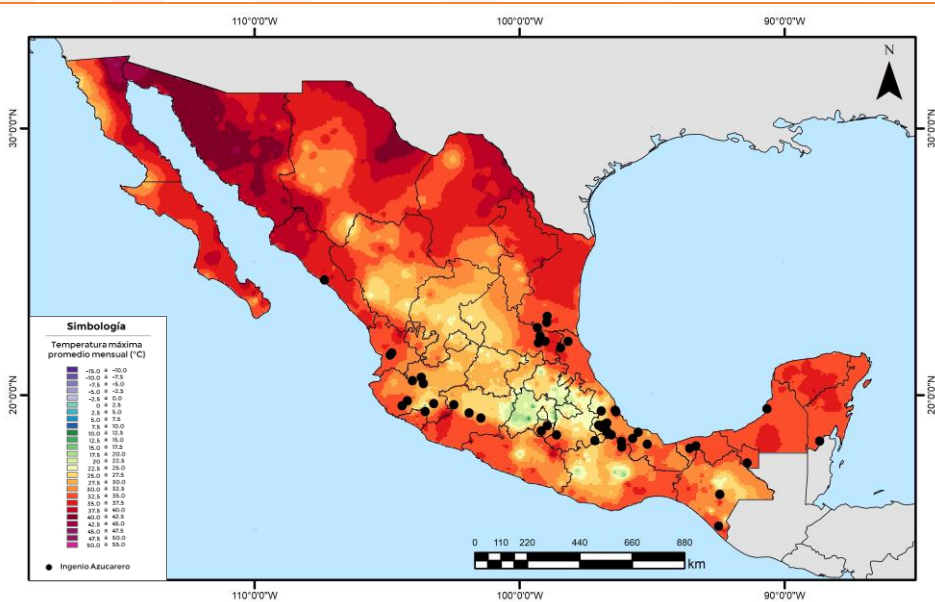 110°0'0"W 100°0'0"W 90°0'0"W
N
30°0'0"N 30°0'0"N
20°0'0"N 20°0'0"N
Simbología
Temperatura máxima
promedio mensual (°C)
-15.0 a -10.0
-10.0 a -7.5
-7.5 a -5.0
-2.5 a 0.0
0 a 2.5
2.5 a 5.0
5.0 a 7.5
7.5 a 10.0
10.0 a 12.5
12.5 a 15.0
15.0 a 17.5
17.5 a 20.0
20 a 22.5
22.5 a 25.0
25.0 a 27.5
27.5 a 30.0
30.0 a
32.5 a 35.0
35.0 a 37.5
37.5 a 40.0
40.0 a 42.5
42.5 a 45.0
45.0 a 47.5
47.5 a 50.0
50.0 a 55.0
Ingenio Azucarero
0 110 220 440 660 880
km
110°0'0"W 100°0'0"W 90°0'0"W